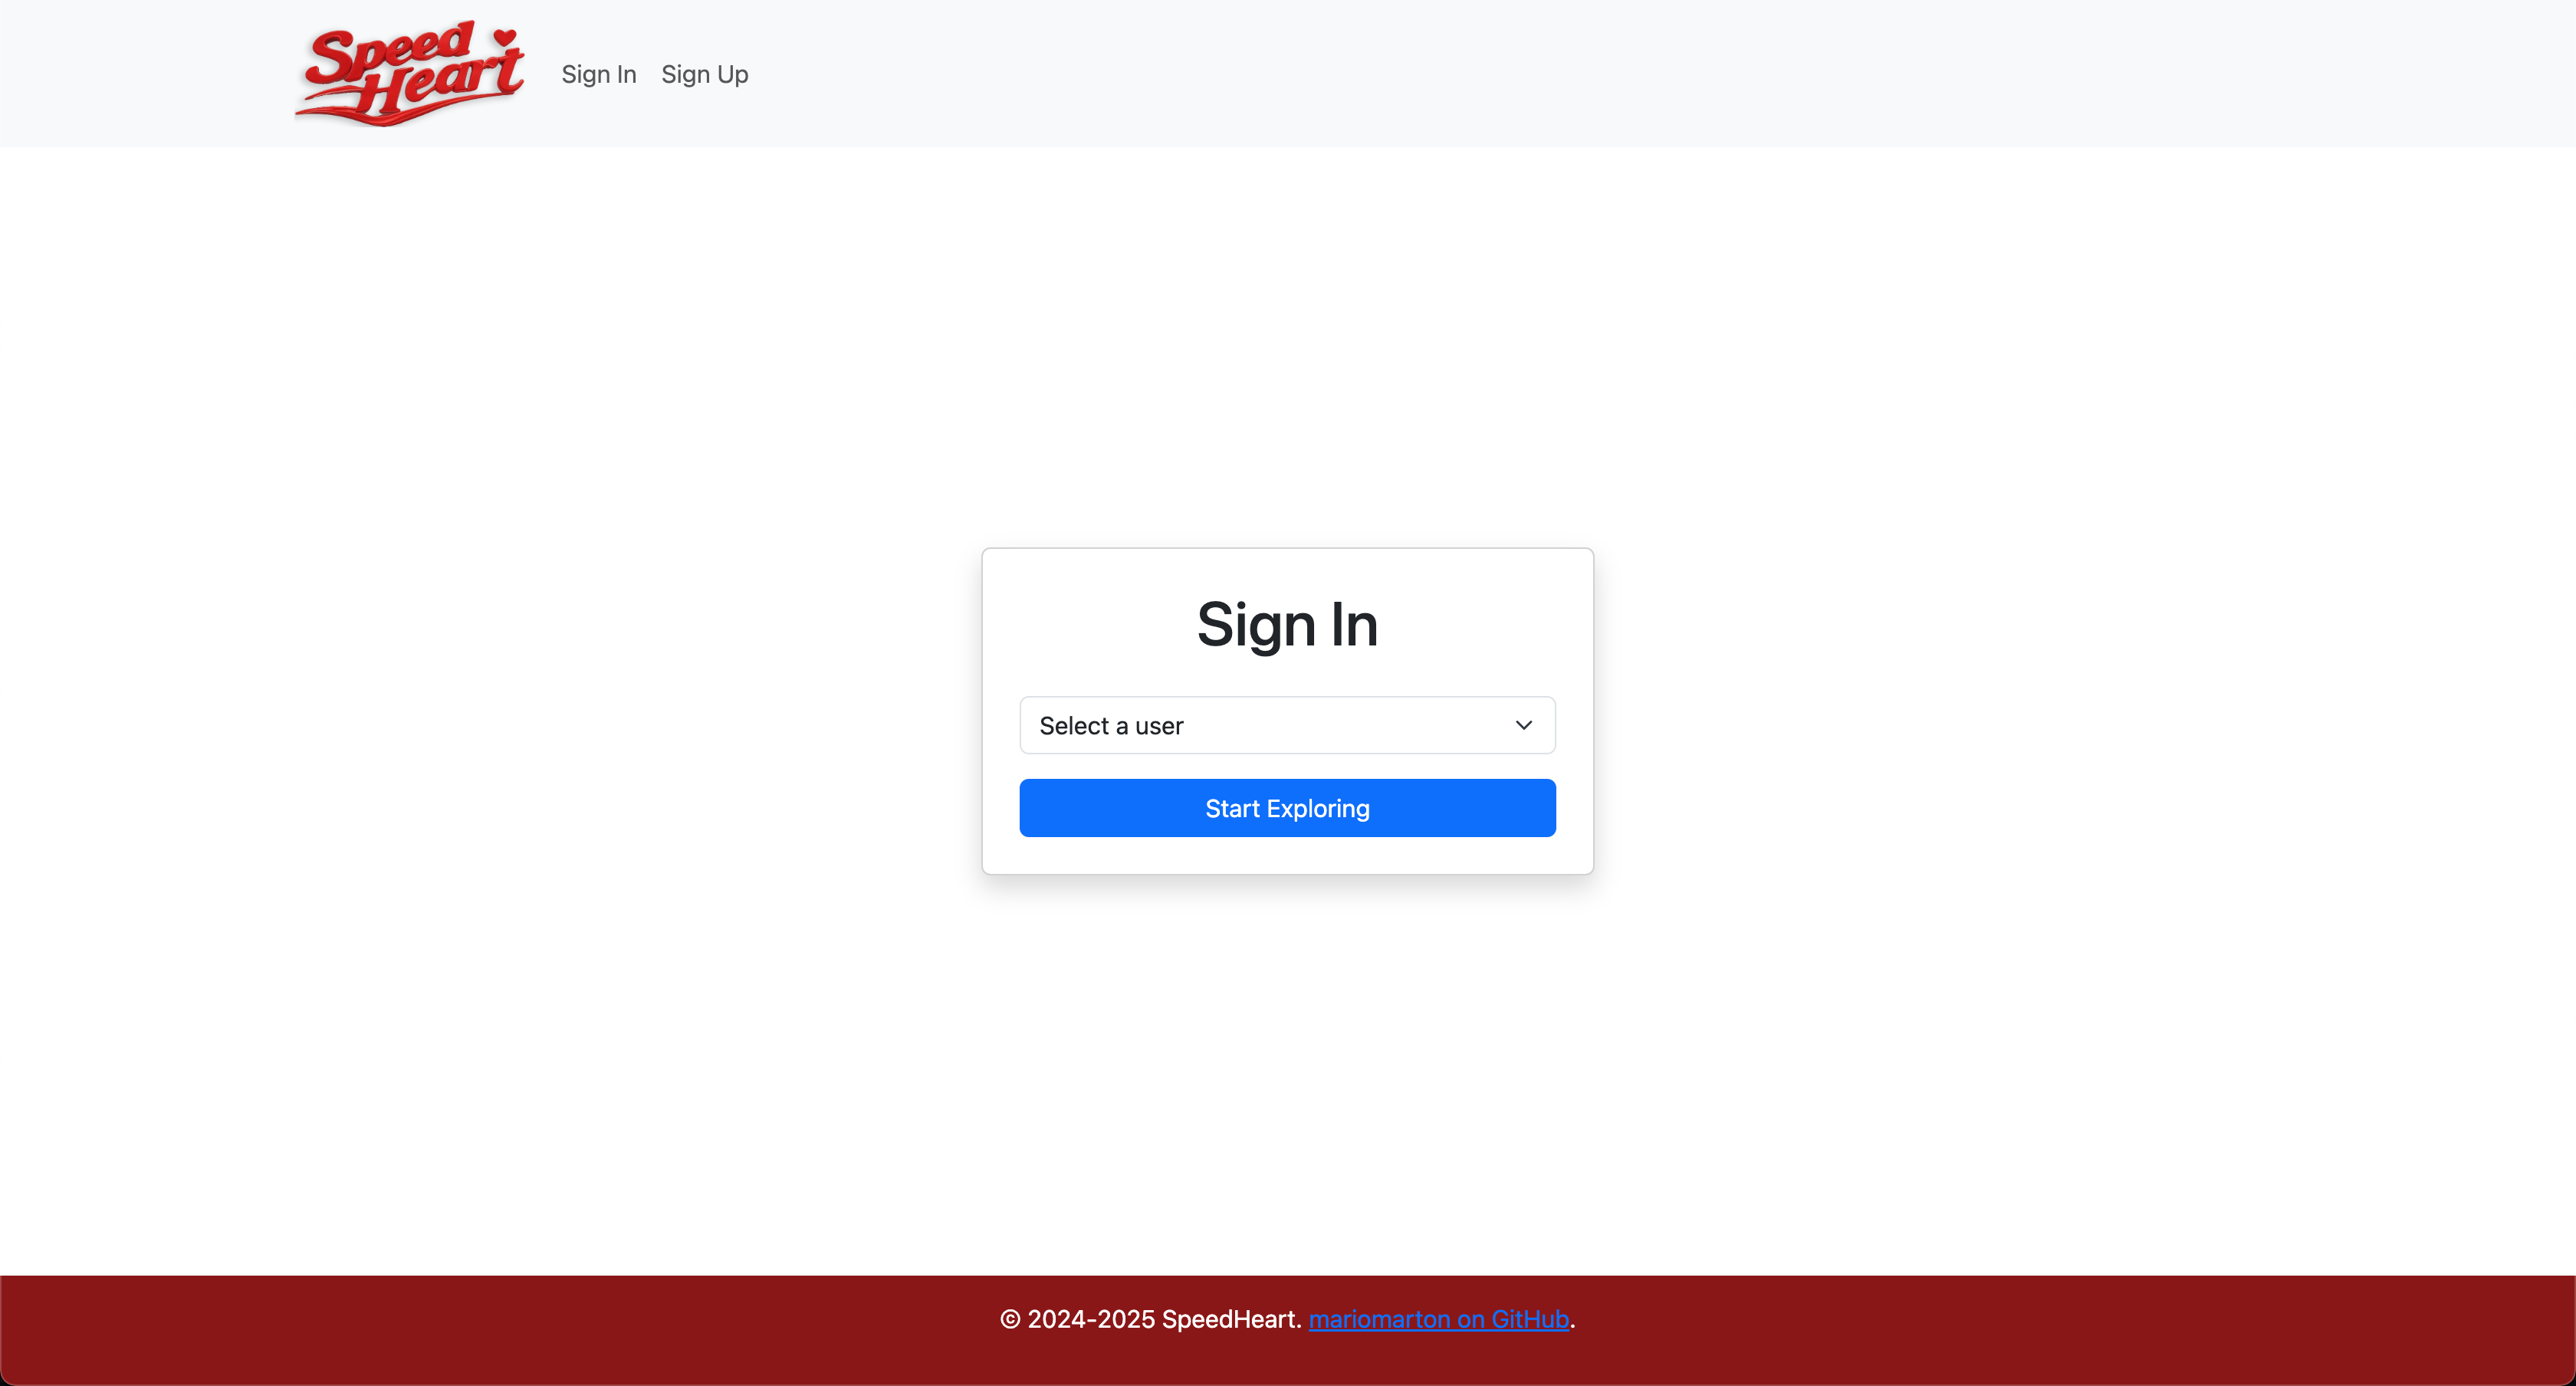 Speed
Heart
Sign In Sign Up
Sign In
Select a user
Start Exploring
© 2024-2025 SpeedHeart. mariomarton on GitHub.